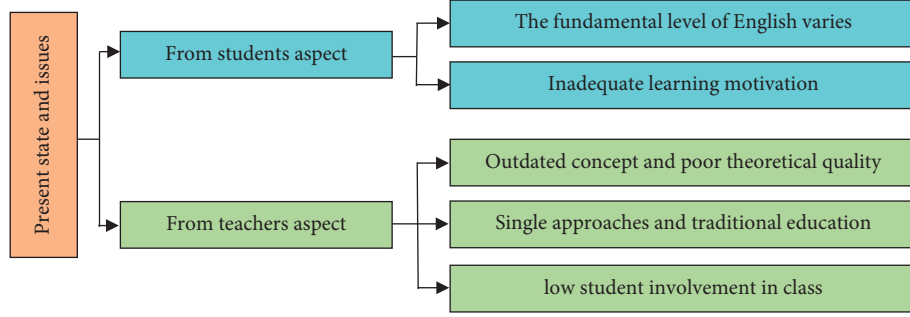 Present state and issues
From students aspect
The fundamental level of English varies
Inadequate learning motivation
From teachers aspect
Outdated concept and poor theoretical quality
Single approaches and traditional education
low student involvement in class